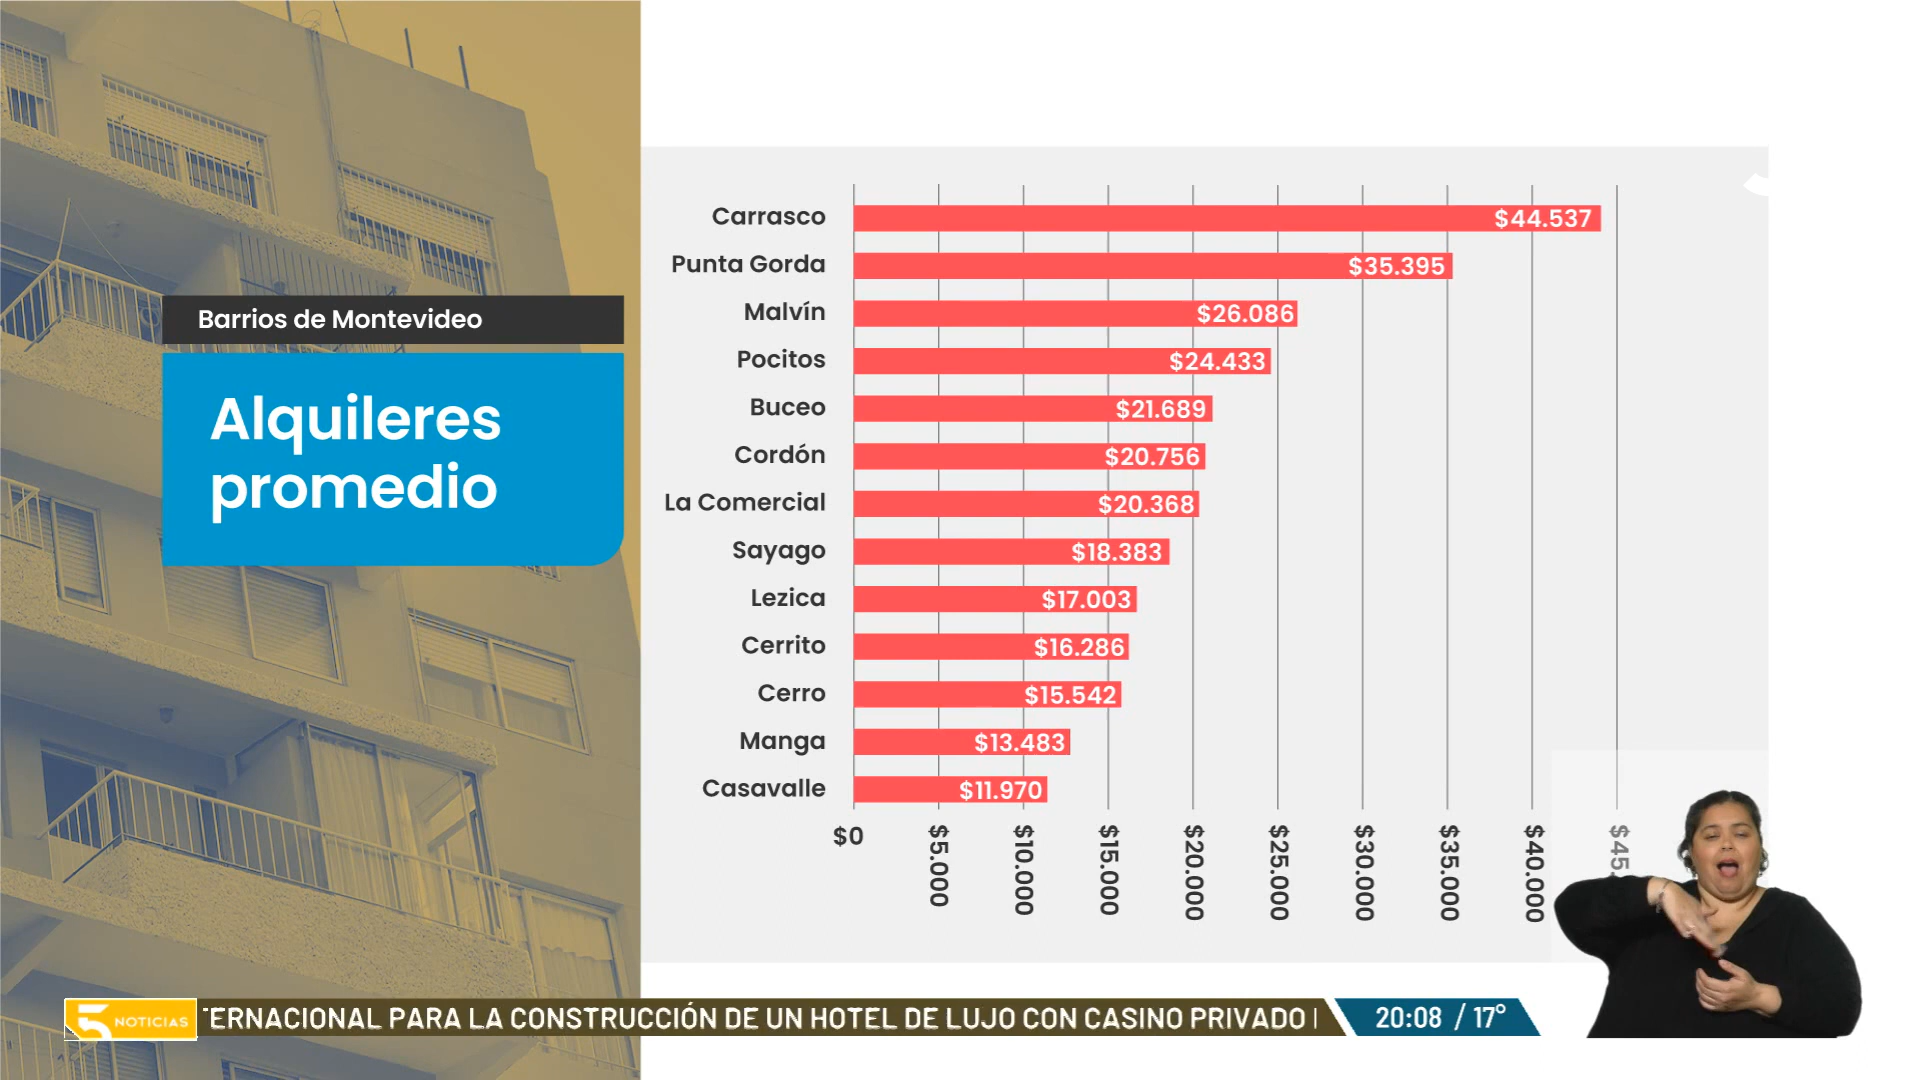 Barrios de Montevideo
Alquileres
promedio
Carrasco $44.537
Punta Gorda $35.395
Malvín $26.086
Pocitos $24.433
Buceo $21.689
Cordón $20.756
La Comercial $20.368
Sayago $18.383
Lezica $17.003
Cerrito $16.286
Cerro $15.542
Manga $13.483
Casavalle $11.970
$0 $5.000 $10.000 $15.000 $20.000 $25.000 $30.000 $35.000 $40.000 $45.
5 NOTICIAS TERNACIONAL PARA LA CONSTRUCCIÓN DE UN HOTEL DE LUJO CON CASINO PRIVADO 20:08 / 17°